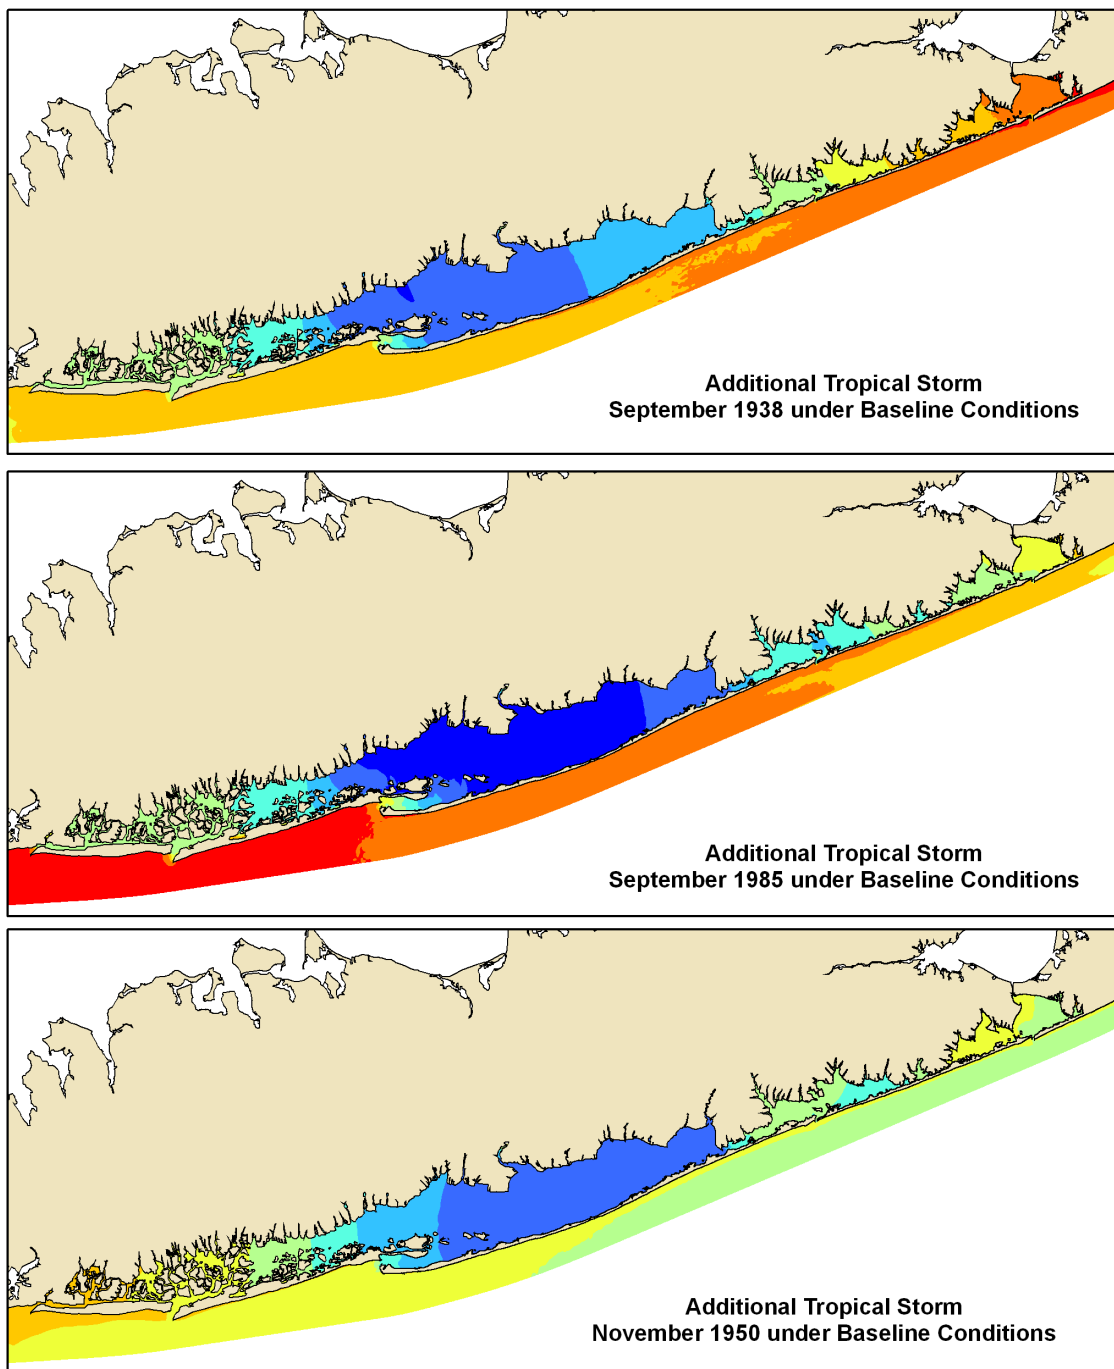 Additional Tropical Storm
September 1938 under Baseline Conditions
Additional Tropical Storm
September 1985 under Baseline Conditions
Additional Tropical Storm
November 1950 under Baseline Conditions